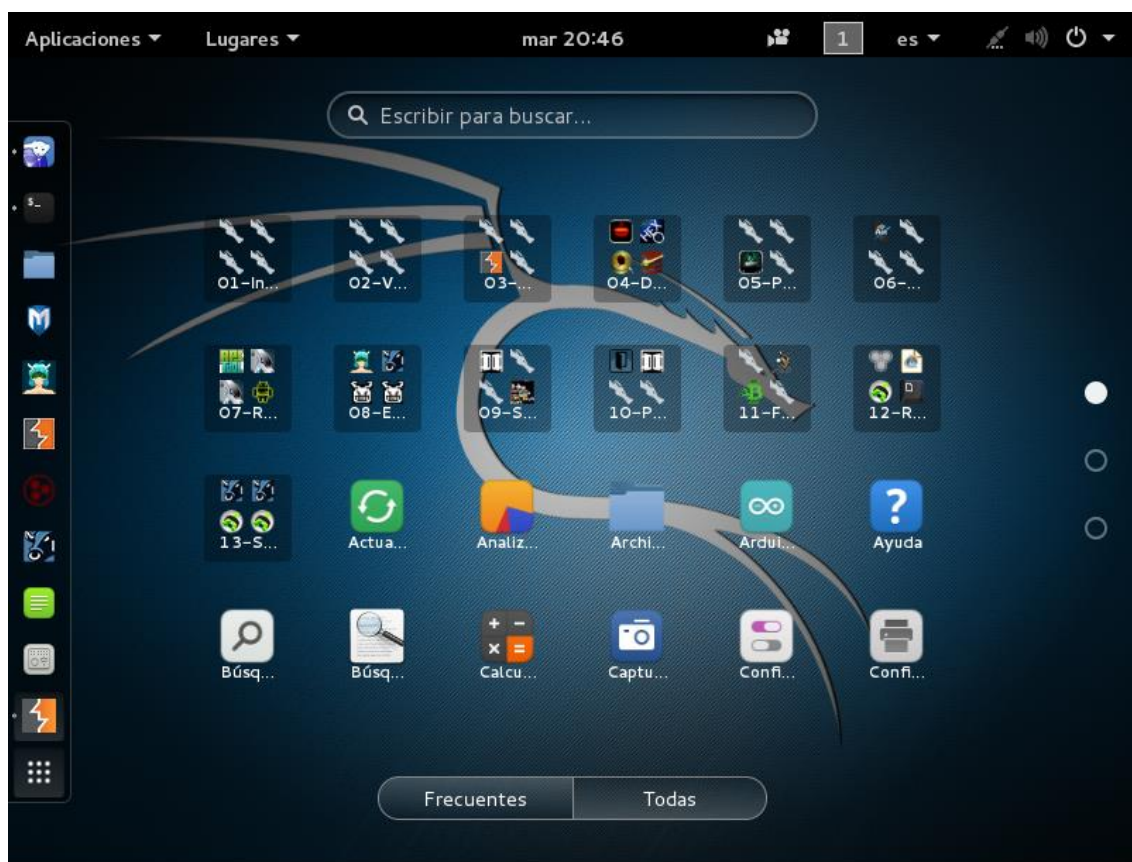 Aplicaciones Lugares mar 20:46 1 es
Escribir para buscar...
$_
01-In... 02-V... 03-... 04-D... 05-P... 06-...
07-R... 08-E... 09-S... 10-P... 11-F... 12-R...
13-S... Actua... Analiz... Archi... Ardui... Ayuda
Búsq... Búsq... Calcu... Captu... Confi... Confi...
Frecuentes Todas